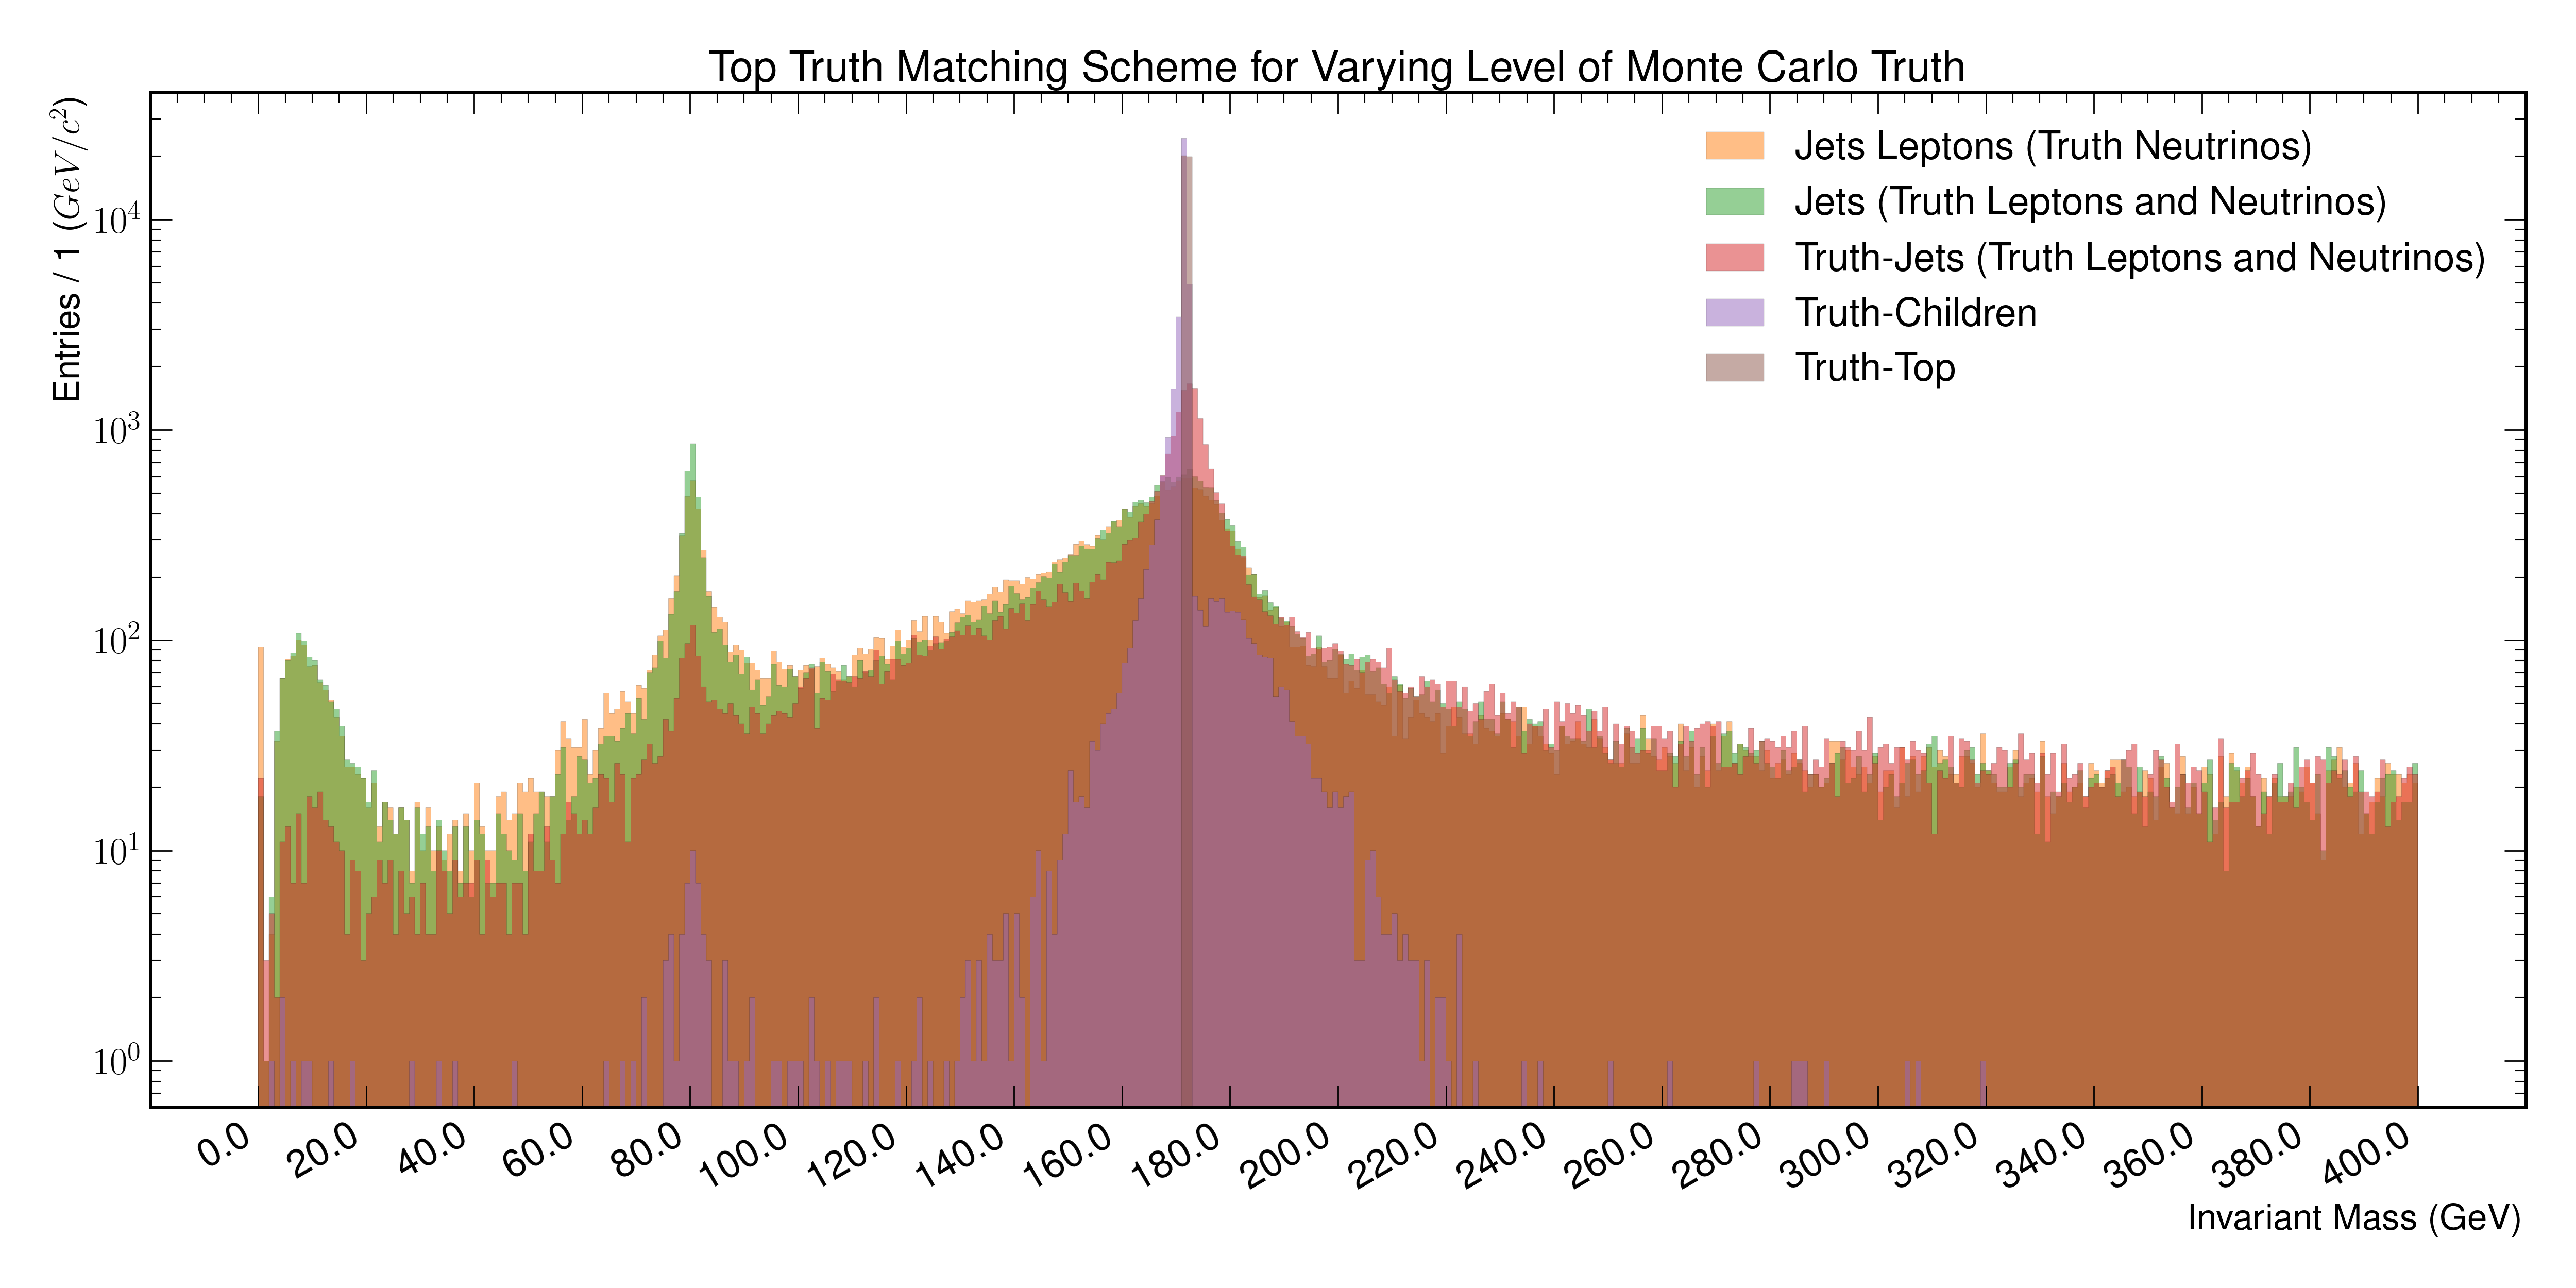 Top Truth Matching Scheme for Varying Level of Monte Carlo Truth
Entries / 1 (GeV/c²)
10⁴
10³
10²
10¹
10⁰
Jets Leptons (Truth Neutrinos)
Jets (Truth Leptons and Neutrinos)
Truth-Jets (Truth Leptons and Neutrinos)
Truth-Children
Truth-Top
0.0 20.0 40.0 60.0 80.0 100.0 120.0 140.0 160.0 180.0 200.0 220.0 240.0 260.0 280.0 300.0 320.0 340.0 360.0 380.0 400.0
Invariant Mass (GeV)